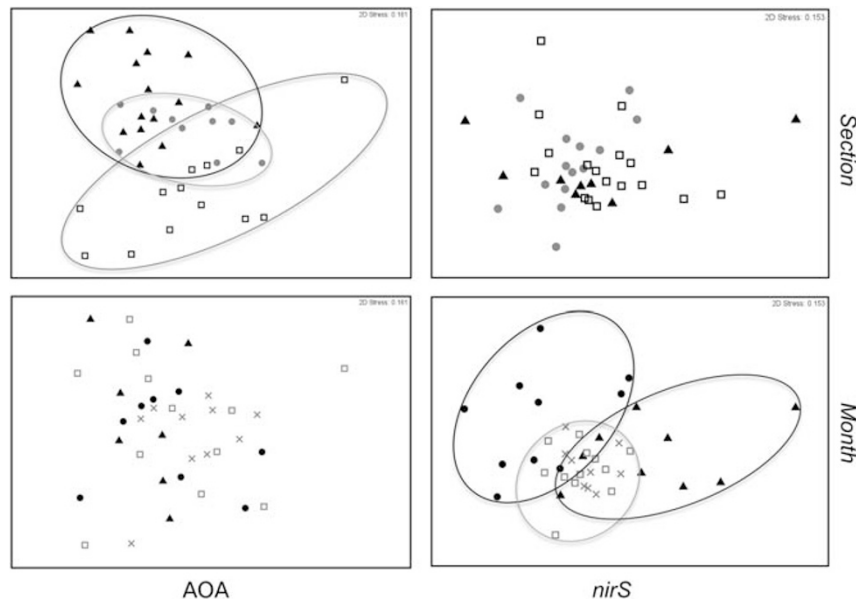 2D Stress: 0.161
2D Stress: 0.153
Section
2D Stress: 0.161
2D Stress: 0.153
Month
AOA
nirS